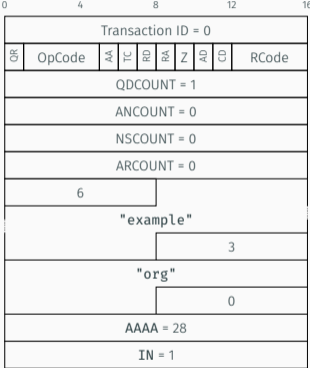 0 4 8 12 16
Transaction ID = 0
QR OpCode AA TC RD RA Z AD CD RCode
QDCOUNT = 1
ANCOUNT = 0
NSCOUNT = 0
ARCOUNT = 0
6
"example"
3
"org"
0
AAAA = 28
IN = 1